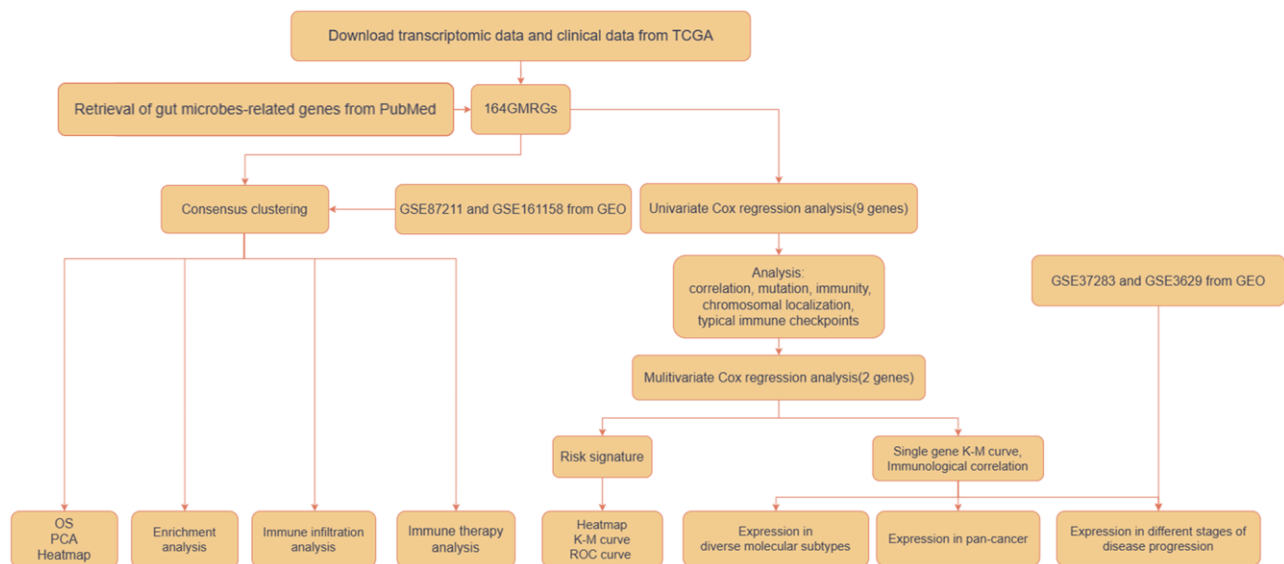 Download transcriptomic data and clinical data from TCGA
Retrieval of gut microbes-related genes from PubMed
164GMRGs
Consensus clustering
GSE87211 and GSE161158 from GEO
Univariate Cox regression analysis(9 genes)
Analysis:
correlation, mutation, immunity,
chromosomal localization,
typical immune checkpoints
GSE37283 and GSE3629 from GEO
Mulitivariate Cox regression analysis(2 genes)
Risk signature
Single gene K-M curve,
Immunological correlation
OS
PCA
Heatmap
Enrichment
analysis
Immune infiltration
analysis
Immune therapy
analysis
Heatmap
K-M curve
ROC curve
Expression in
diverse molecular subtypes
Expression in pan-cancer
Expression in different stages of
disease progression